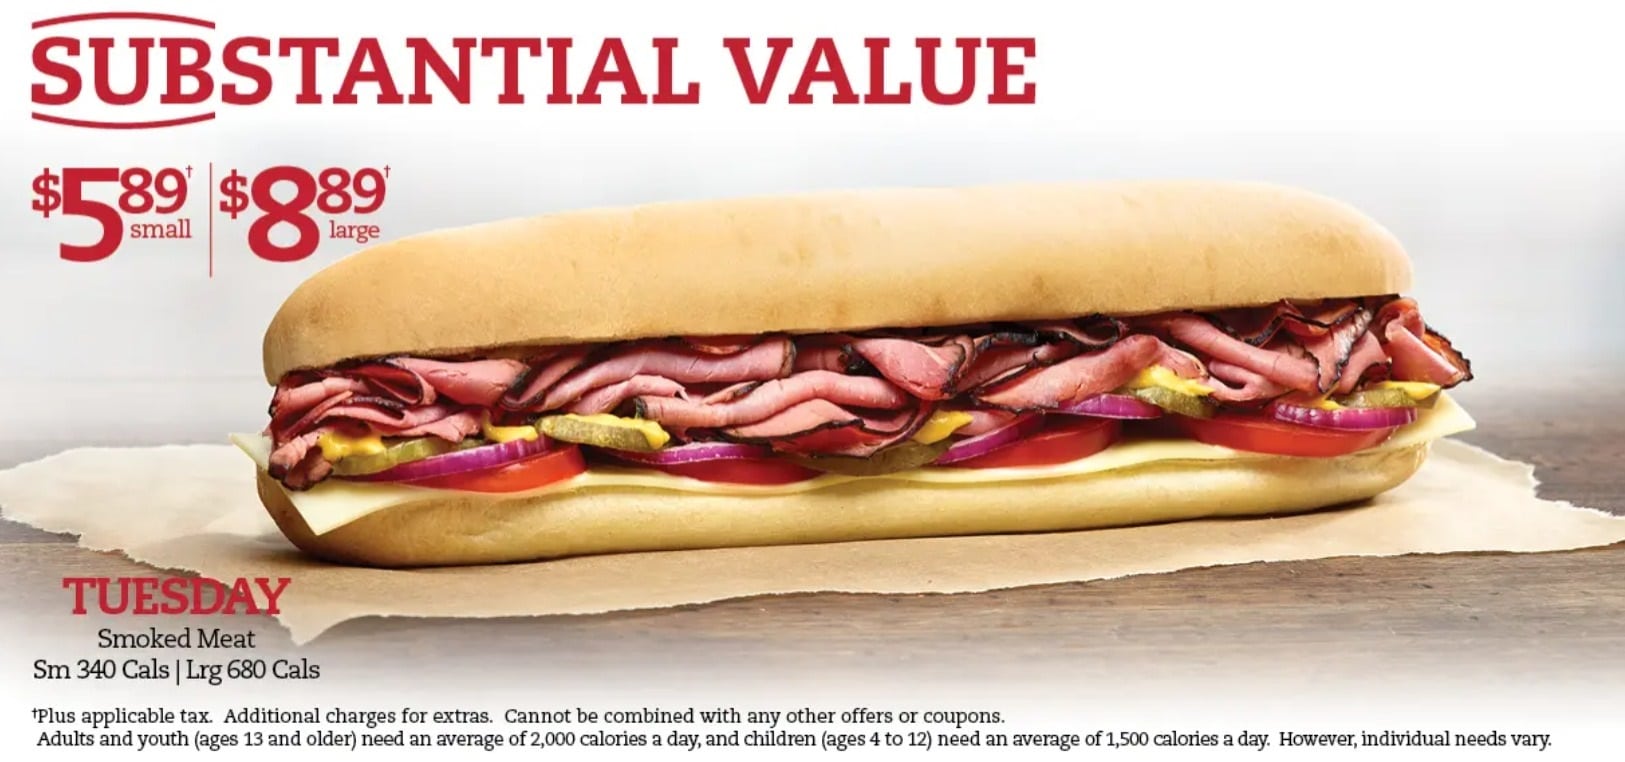 SUBSTANTIAL VALUE
$5.89† small | $8.89† large
TUESDAY
Smoked Meat
Sm 340 Cals | Lrg 680 Cals
†Plus applicable tax. Additional charges for extras. Cannot be combined with any other offers or coupons.
Adults and youth (ages 13 and older) need an average of 2,000 calories a day, and children (ages 4 to 12) need an average of 1,500 calories a day. However, individual needs vary.